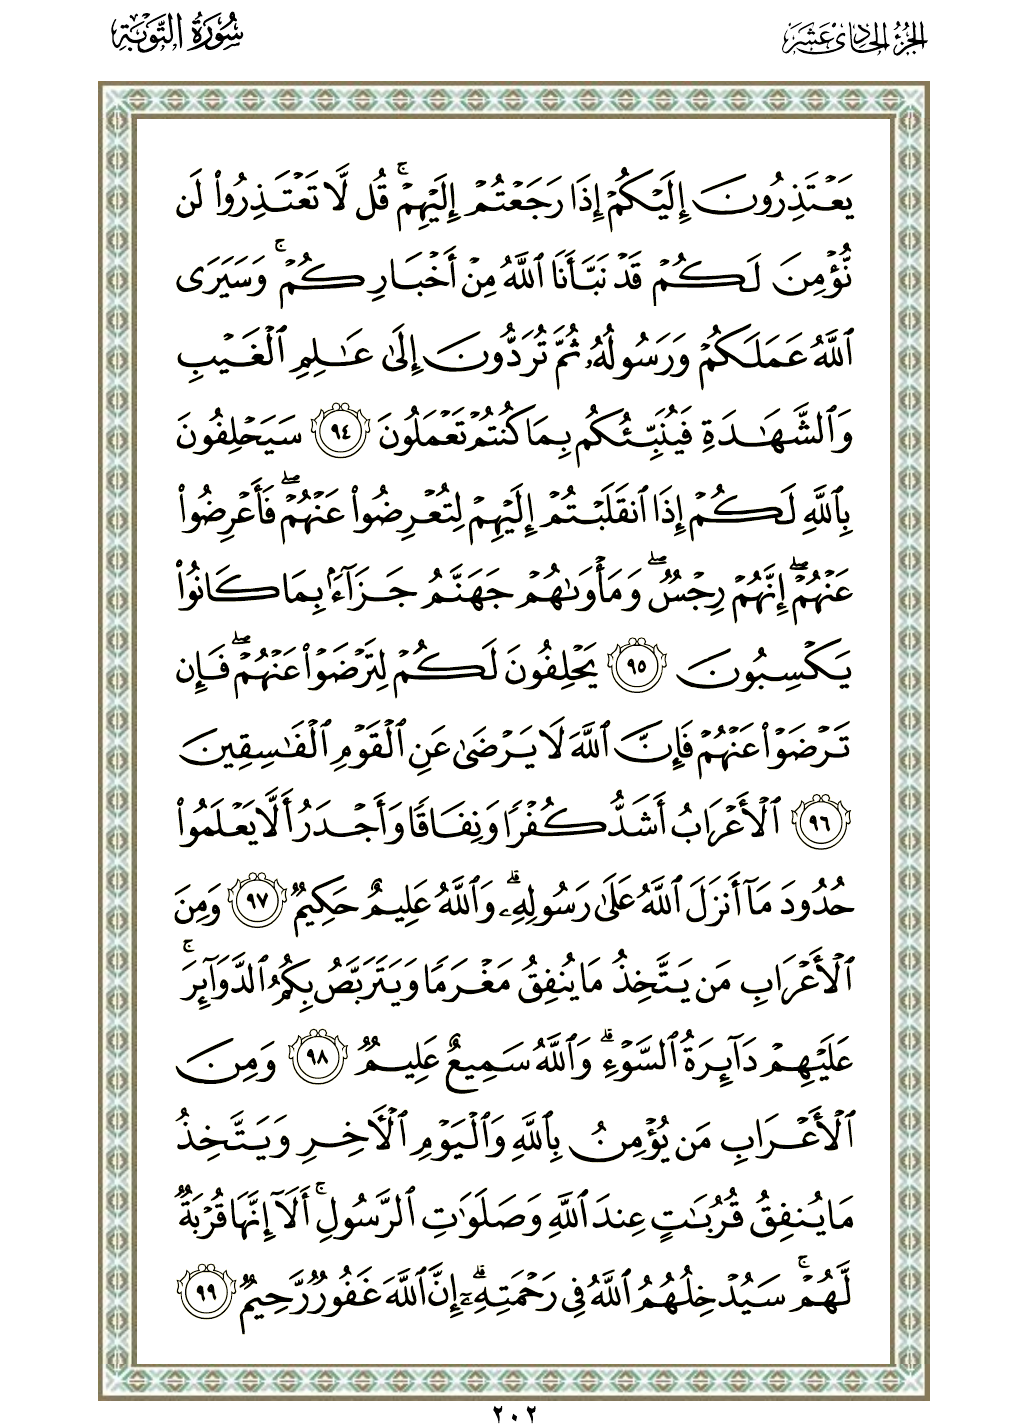 الجزء الحادي عشر
سورة التوبة
يَعۡتَذِرُونَ إِلَيۡكُمۡ إِذَا رَجَعۡتُمۡ إِلَيۡهِمۡۚ قُل لَّا تَعۡتَذِرُواْ لَن
نُّؤۡمِنَ لَكُمۡ قَدۡ نَبَّأَنَا ٱللَّهُ مِنۡ أَخۡبَارِكُمۡۚ وَسَيَرَى
ٱللَّهُ عَمَلَكُمۡ وَرَسُولُهُۥ ثُمَّ تُرَدُّونَ إِلَىٰ عَٰلِمِ ٱلۡغَيۡبِ
وَٱلشَّهَٰدَةِ فَيُنَبِّئُكُم بِمَا كُنتُمۡ تَعۡمَلُونَ ٩٤ سَيَحۡلِفُونَ
بِٱللَّهِ لَكُمۡ إِذَا ٱنقَلَبۡتُمۡ إِلَيۡهِمۡ لِتُعۡرِضُواْ عَنۡهُمۡۖ فَأَعۡرِضُواْ
عَنۡهُمۡۖ إِنَّهُمۡ رِجۡسٞۖ وَمَأۡوَىٰهُمۡ جَهَنَّمُ جَزَآءَۢ بِمَا كَانُواْ
يَكۡسِبُونَ ٩٥ يَحۡلِفُونَ لَكُمۡ لِتَرۡضَوۡاْ عَنۡهُمۡۖ فَإِن
تَرۡضَوۡاْ عَنۡهُمۡ فَإِنَّ ٱللَّهَ لَا يَرۡضَىٰ عَنِ ٱلۡقَوۡمِ ٱلۡفَٰسِقِينَ
٩٦ ٱلۡأَعۡرَابُ أَشَدُّ كُفۡرٗا وَنِفَاقٗا وَأَجۡدَرُ أَلَّا يَعۡلَمُواْ
حُدُودَ مَآ أَنزَلَ ٱللَّهُ عَلَىٰ رَسُولِهِۦۗ وَٱللَّهُ عَلِيمٌ حَكِيمٞ ٩٧ وَمِنَ
ٱلۡأَعۡرَابِ مَن يَتَّخِذُ مَا يُنفِقُ مَغۡرَمٗا وَيَتَرَبَّصُ بِكُمُ ٱلدَّوَآئِرَۚ
عَلَيۡهِمۡ دَآئِرَةُ ٱلسَّوۡءِۗ وَٱللَّهُ سَمِيعٌ عَلِيمٞ ٩٨ وَمِنَ
ٱلۡأَعۡرَابِ مَن يُؤۡمِنُ بِٱللَّهِ وَٱلۡيَوۡمِ ٱلۡأٓخِرِ وَيَتَّخِذُ
مَا يُنفِقُ قُرُبَٰتٍ عِندَ ٱللَّهِ وَصَلَوَٰتِ ٱلرَّسُولِۚ أَلَآ إِنَّهَا قُرۡبَةٞ
لَّهُمۡۚ سَيُدۡخِلُهُمُ ٱللَّهُ فِي رَحۡمَتِهِۦٓۗ إِنَّ ٱللَّهَ غَفُورٞ رَّحِيمٞ ٩٩
٢٠٢